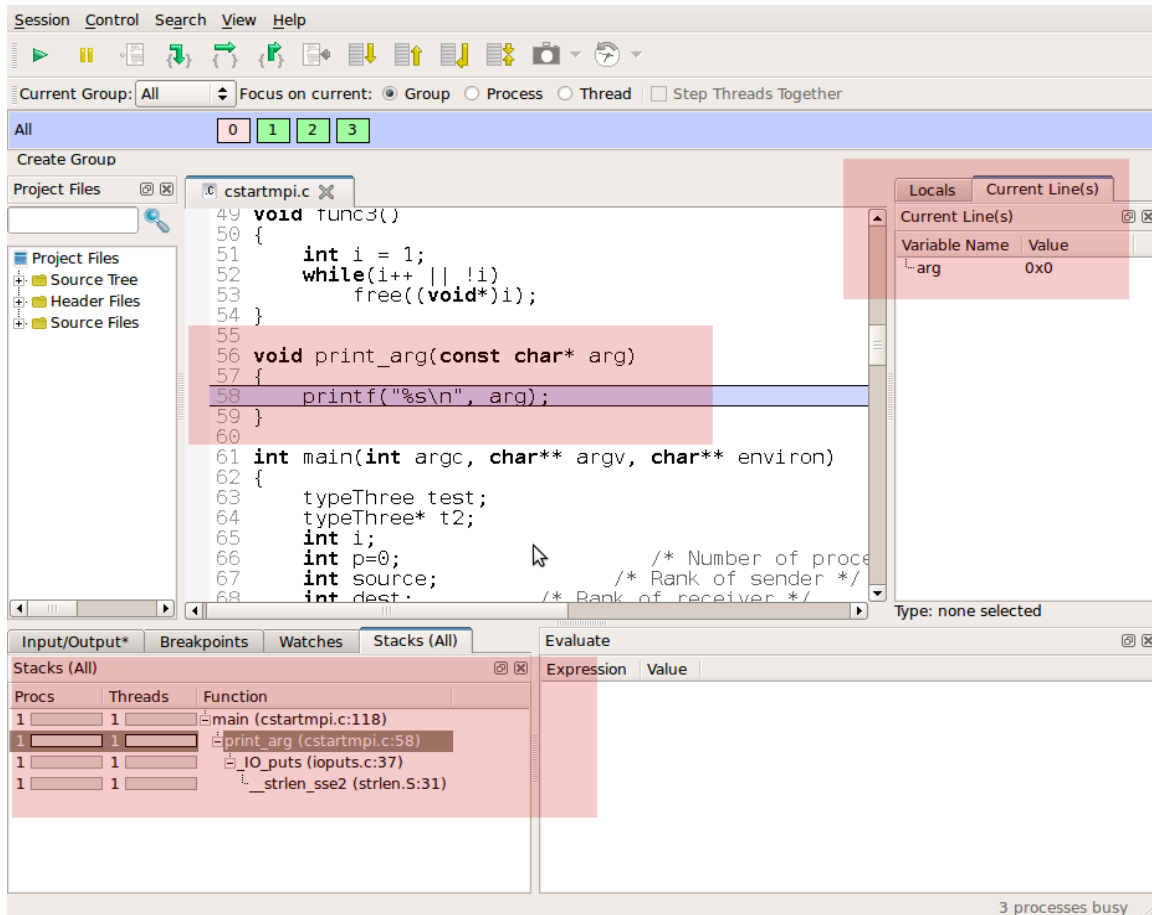 Session Control Search View Help
Current Group: All Focus on current: Group Process Thread Step Threads Together
All 0 1 2 3
Create Group
Project Files
Project Files
Source Tree
Header Files
Source Files
cstartmpi.c
49 void func3()
50 {
51 int i = 1;
52 while(i++ || !i)
53 free((void*)i);
54 }
55
56 void print_arg(const char* arg)
57 {
58 printf("%s\n", arg);
59 }
60
61 int main(int argc, char** argv, char** environ)
62 {
63 typeThree test;
64 typeThree* t2;
65 int i;
66 int p=0; /* Number of proce
67 int source; /* Rank of sender */
68 int dest; /* Rank of receiver */
Locals Current Line(s)
Current Line(s)
Variable Name Value
arg 0x0
Type: none selected
Input/Output* Breakpoints Watches Stacks (All)
Stacks (All)
Procs Threads Function
1 1 main (cstartmpi.c:118)
1 1 print_arg (cstartmpi.c:58)
1 1 _IO_puts (ioputs.c:37)
1 1 __strlen_sse2 (strlen.S:31)
Evaluate
Expression Value
3 processes busy